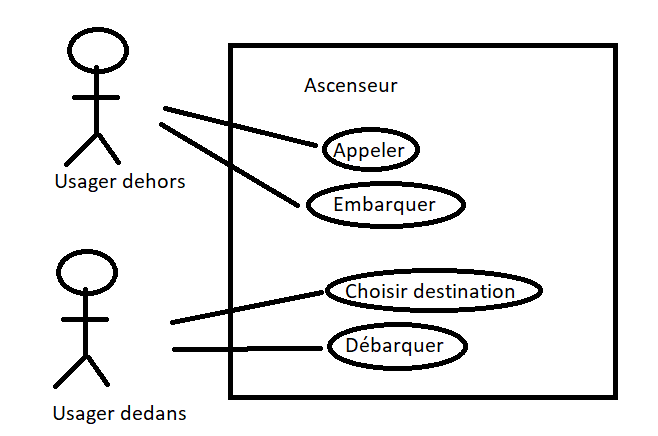 Ascenseur
Appeler
Usager dehors
Embarquer
Choisir destination
Débarquer
Usager dedans